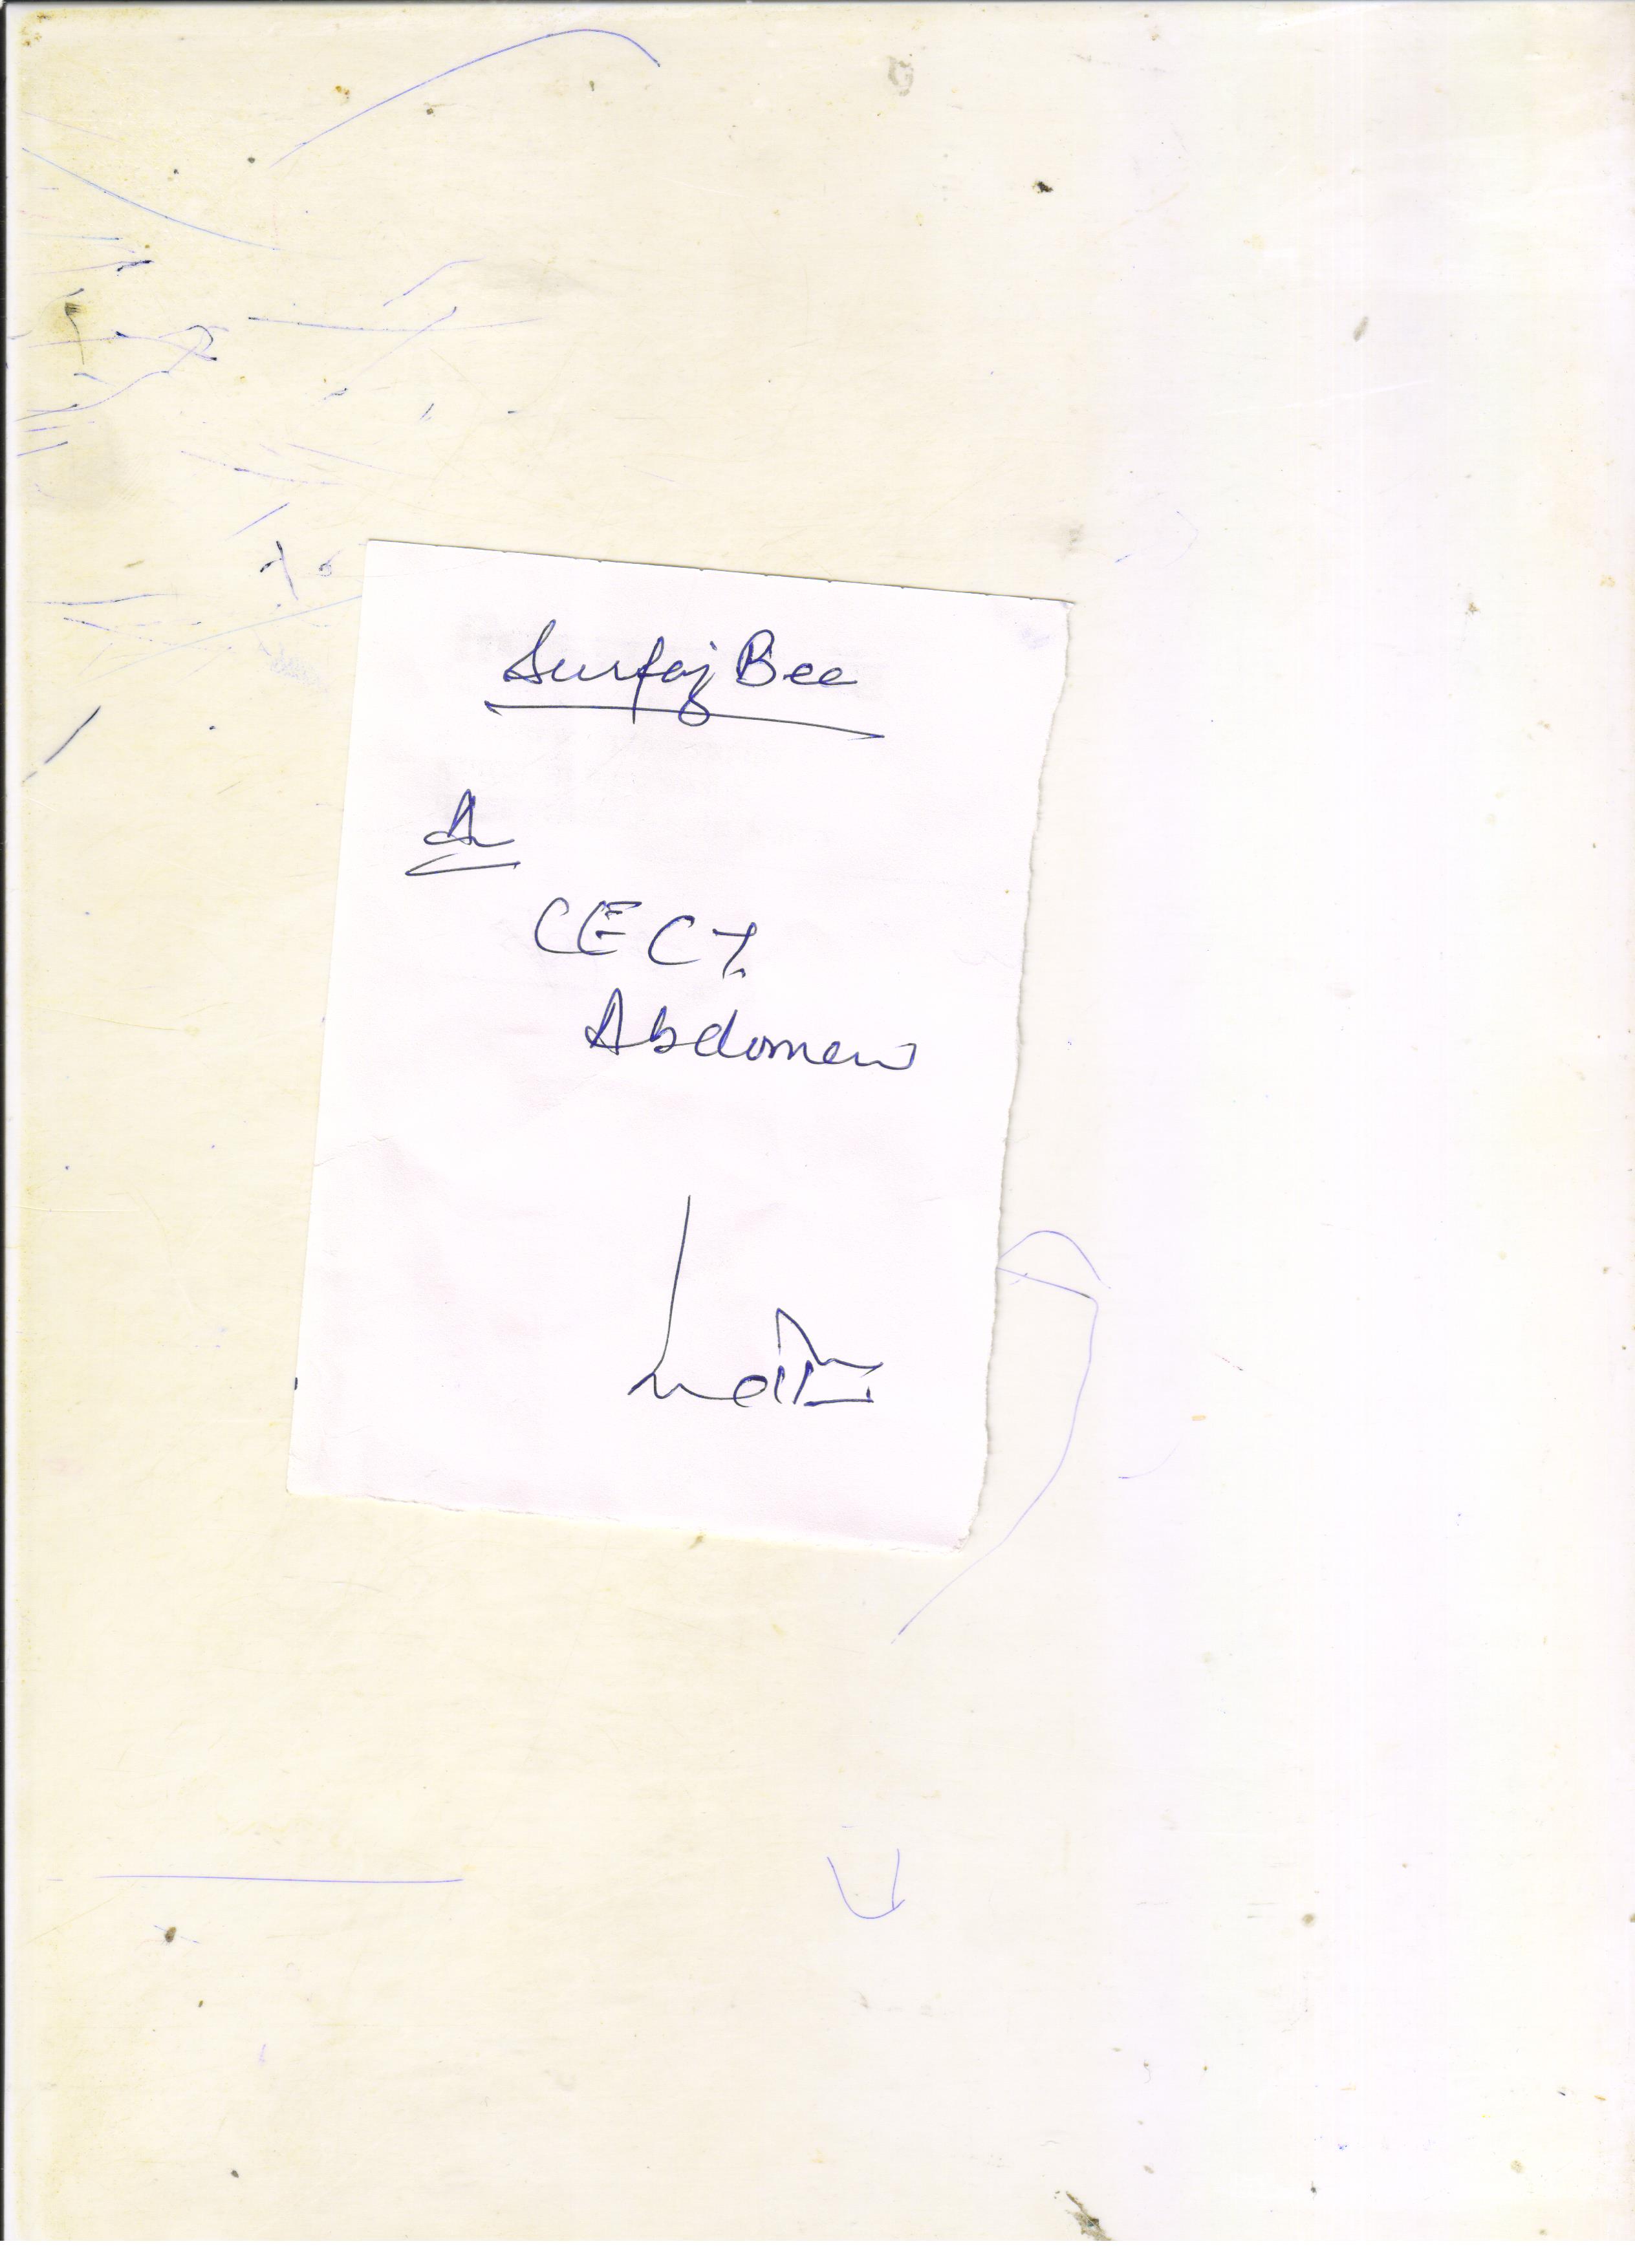 Surfaj Bee
A
CECT.
Abdomen